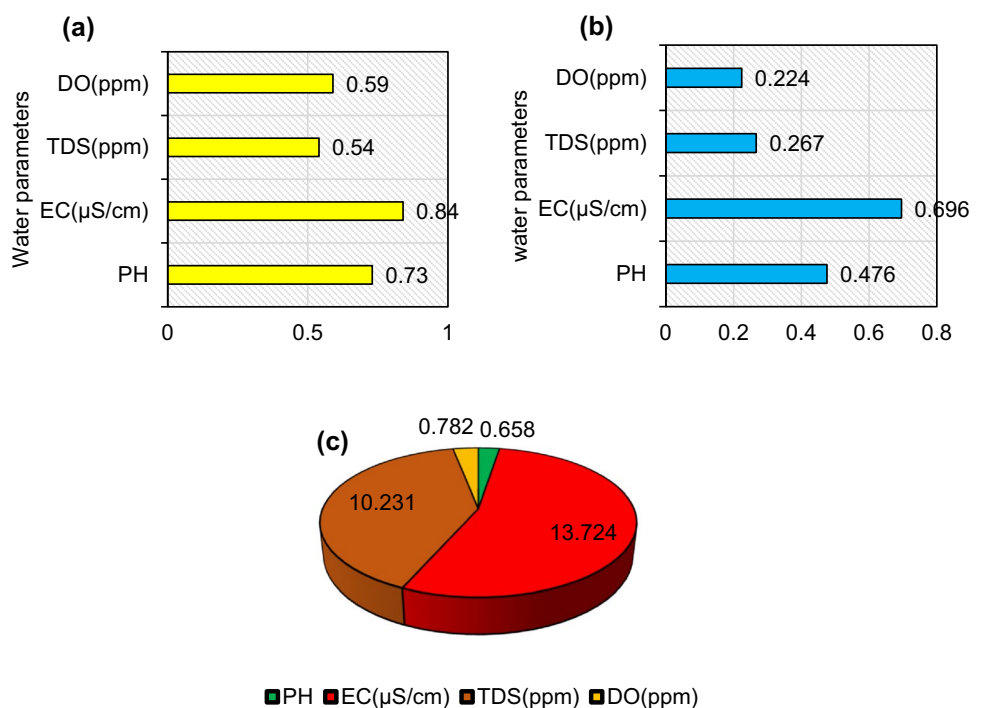 (a)
Water parameters
DO(ppm)
0.59
TDS(ppm)
0.54
EC(µS/cm)
0.84
PH
0.73
0 0.5 1
(b)
water parameters
DO(ppm)
0.224
TDS(ppm)
0.267
EC(µS/cm)
0.696
PH
0.476
0 0.2 0.4 0.6 0.8
(c)
0.782 0.658
10.231
13.724
PH EC(µS/cm) TDS(ppm) DO(ppm)